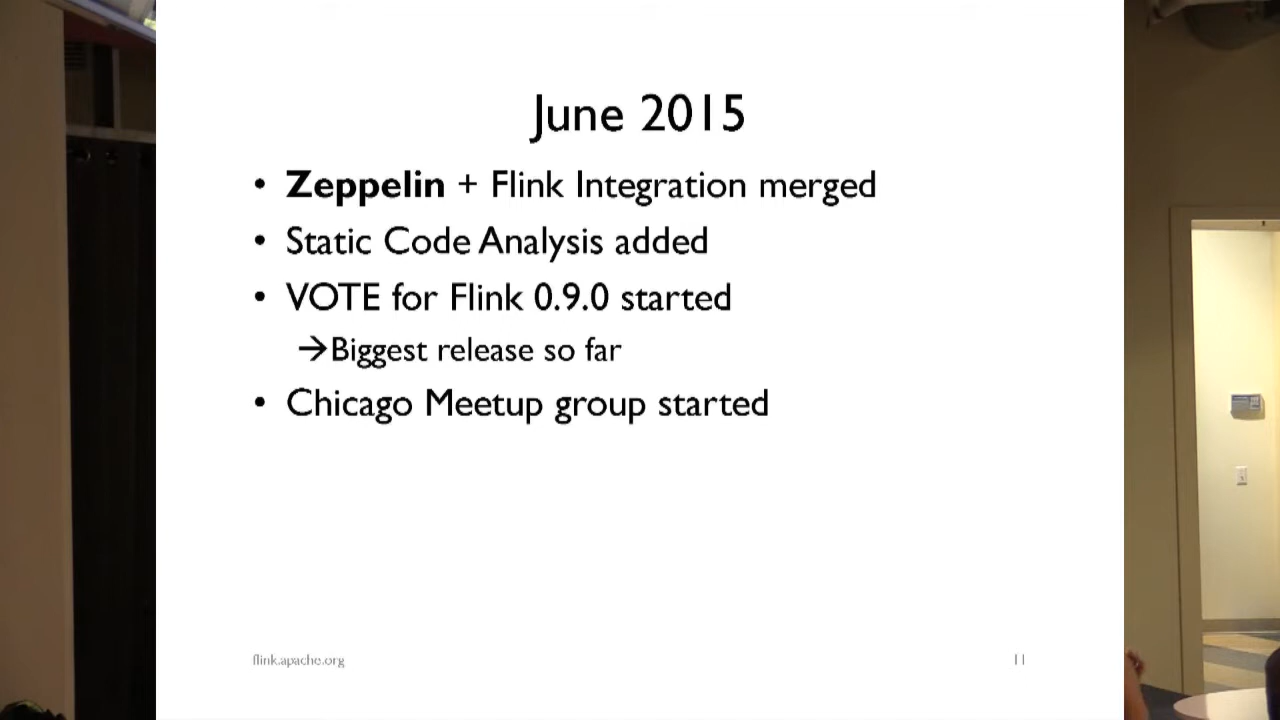 June 2015
• Zeppelin + Flink Integration merged
• Static Code Analysis added
• VOTE for Flink 0.9.0 started
→Biggest release so far
• Chicago Meetup group started
flink.apache.org
11